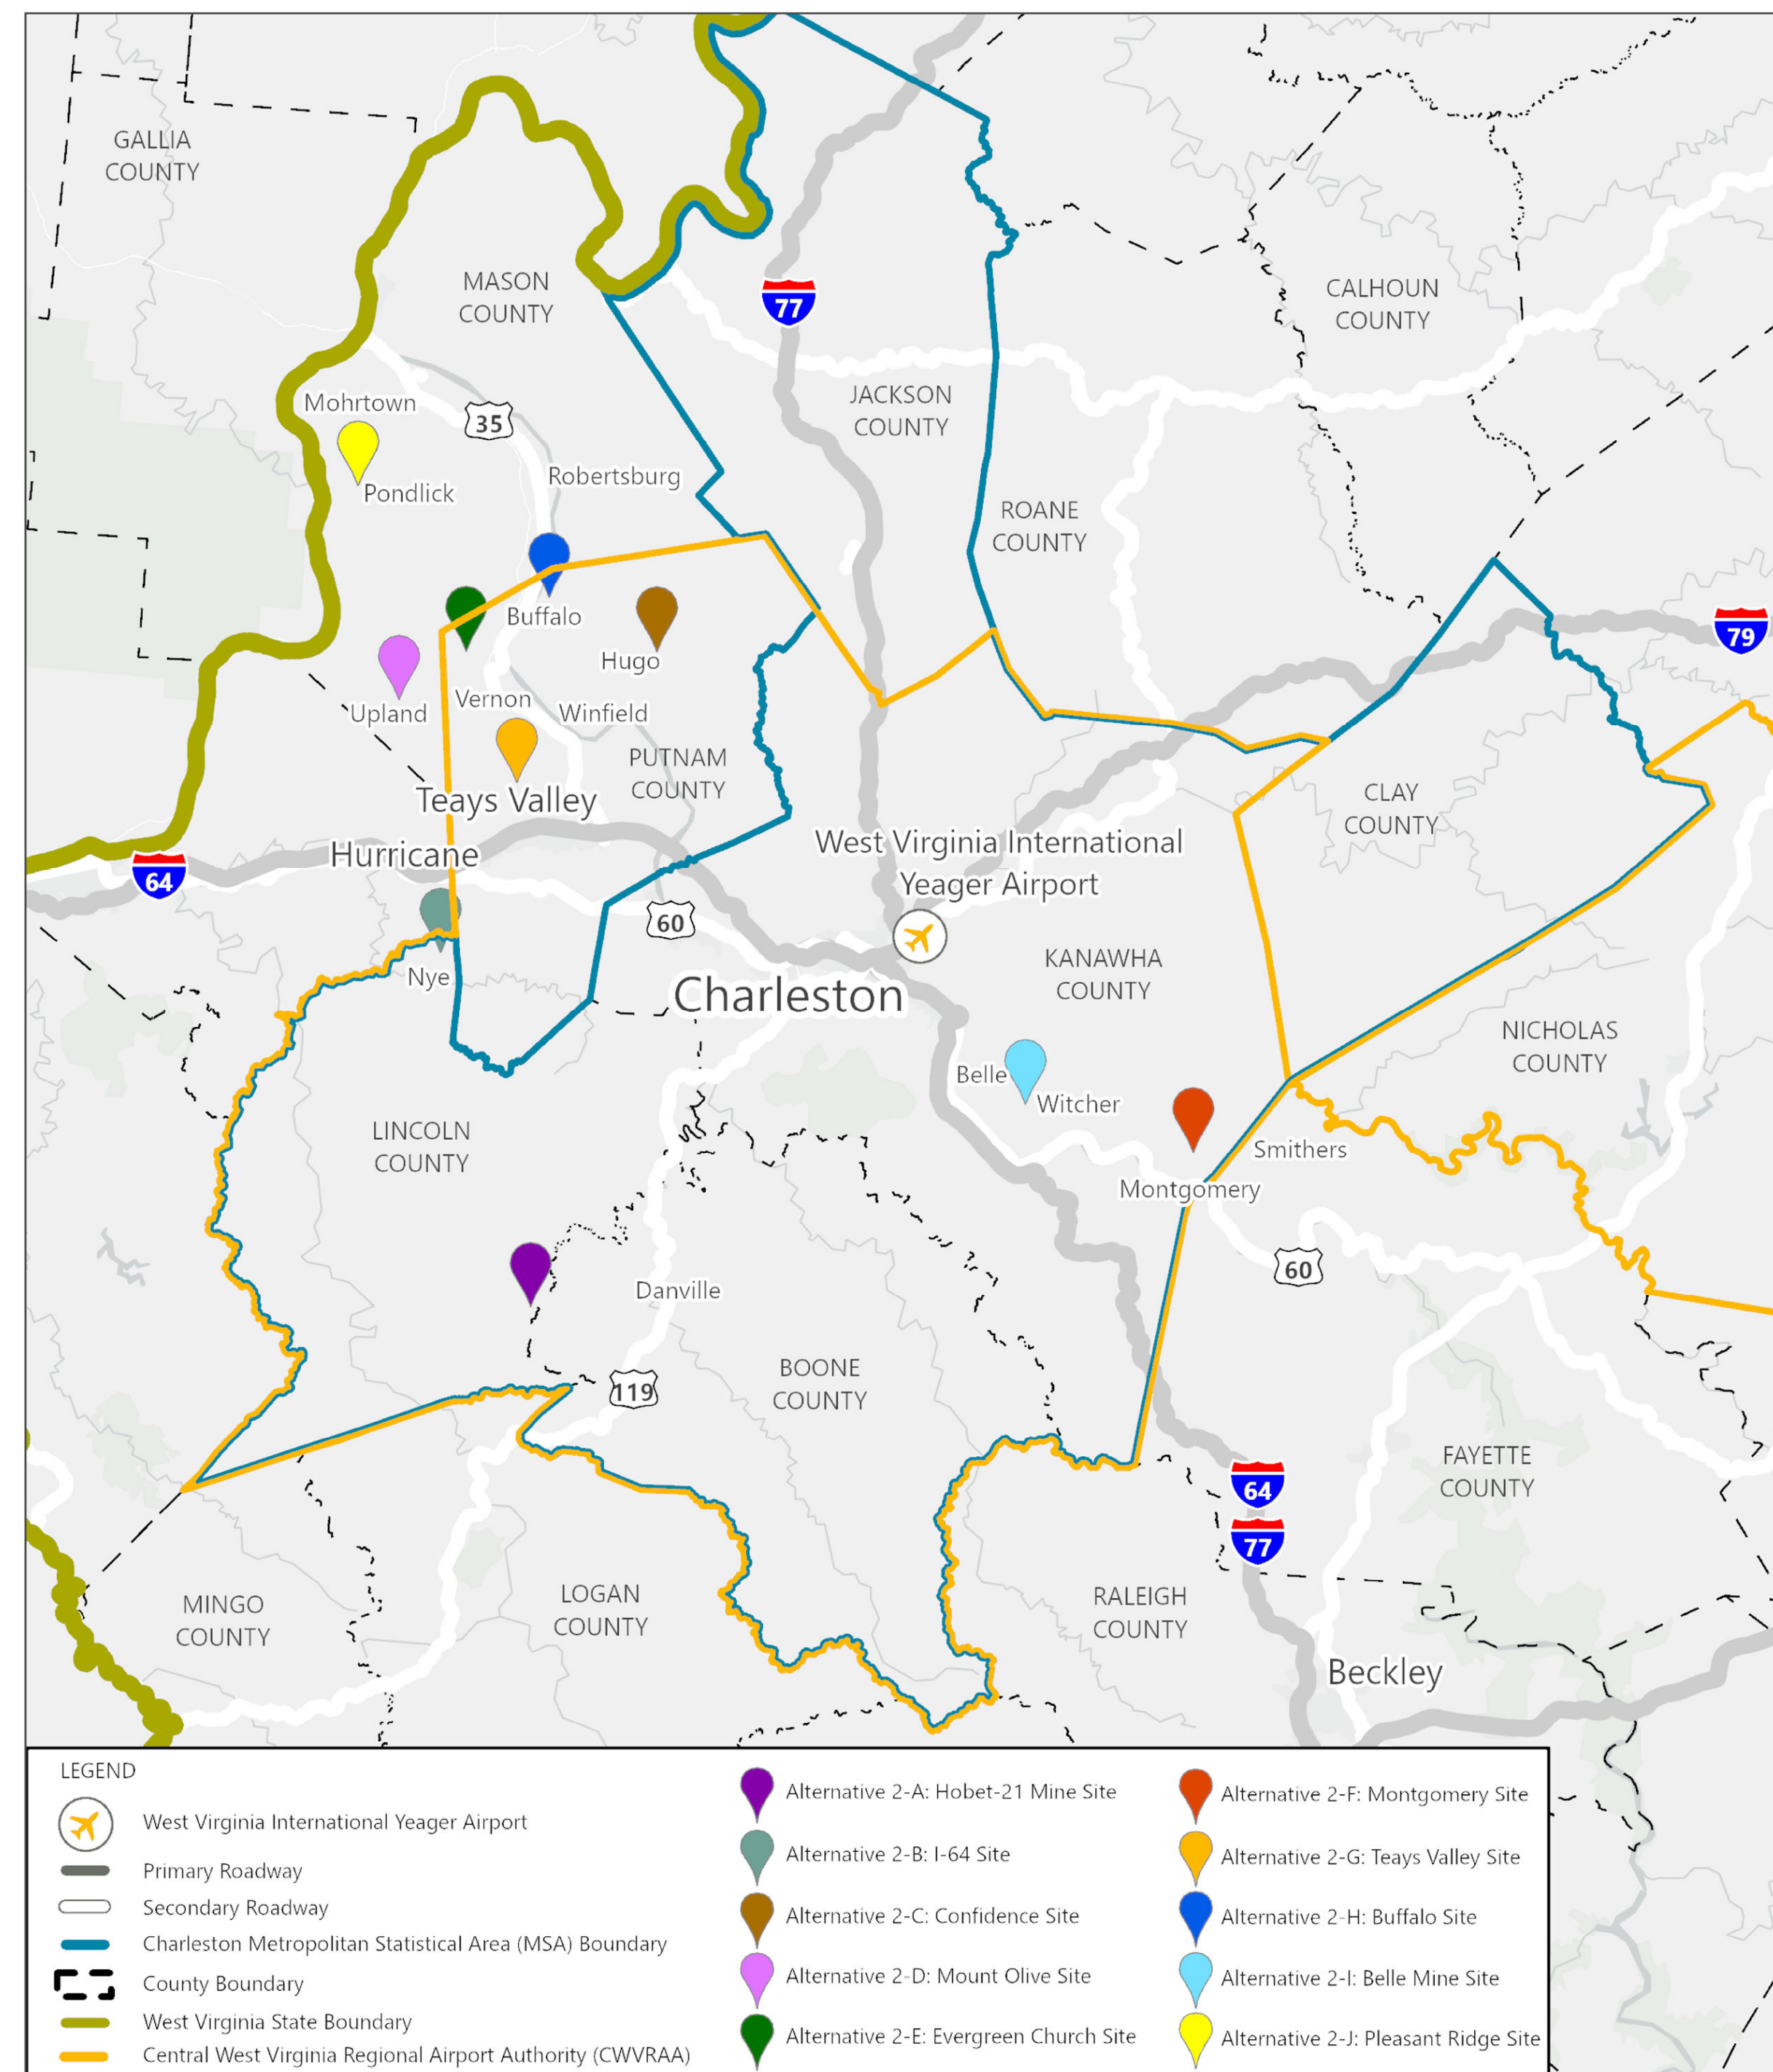 GALLIA
COUNTY
MASON
COUNTY
77
CALHOUN
COUNTY
JACKSON
COUNTY
Mohrtown
35
Pondlick
Robertsburg
ROANE
COUNTY
Buffalo
79
Hugo
Upland
Vernon
Winfield
PUTNAM
COUNTY
Teays Valley
CLAY
COUNTY
West Virginia International
Yeager Airport
Hurricane
64
60
Nye
KANAWHA
COUNTY
Charleston
NICHOLAS
COUNTY
Belle
Witcher
LINCOLN
COUNTY
Smithers
Montgomery
60
Danville
BOONE
COUNTY
119
FAYETTE
COUNTY
64
77
MINGO
COUNTY
LOGAN
COUNTY
RALEIGH
COUNTY
Beckley
LEGEND
West Virginia International Yeager Airport
Primary Roadway
Secondary Roadway
Charleston Metropolitan Statistical Area (MSA) Boundary
County Boundary
West Virginia State Boundary
Central West Virginia Regional Airport Authority (CWVRAA)
Alternative 2-A: Hobet-21 Mine Site
Alternative 2-B: I-64 Site
Alternative 2-C: Confidence Site
Alternative 2-D: Mount Olive Site
Alternative 2-E: Evergreen Church Site
Alternative 2-F: Montgomery Site
Alternative 2-G: Teays Valley Site
Alternative 2-H: Buffalo Site
Alternative 2-I: Belle Mine Site
Alternative 2-J: Pleasant Ridge Site